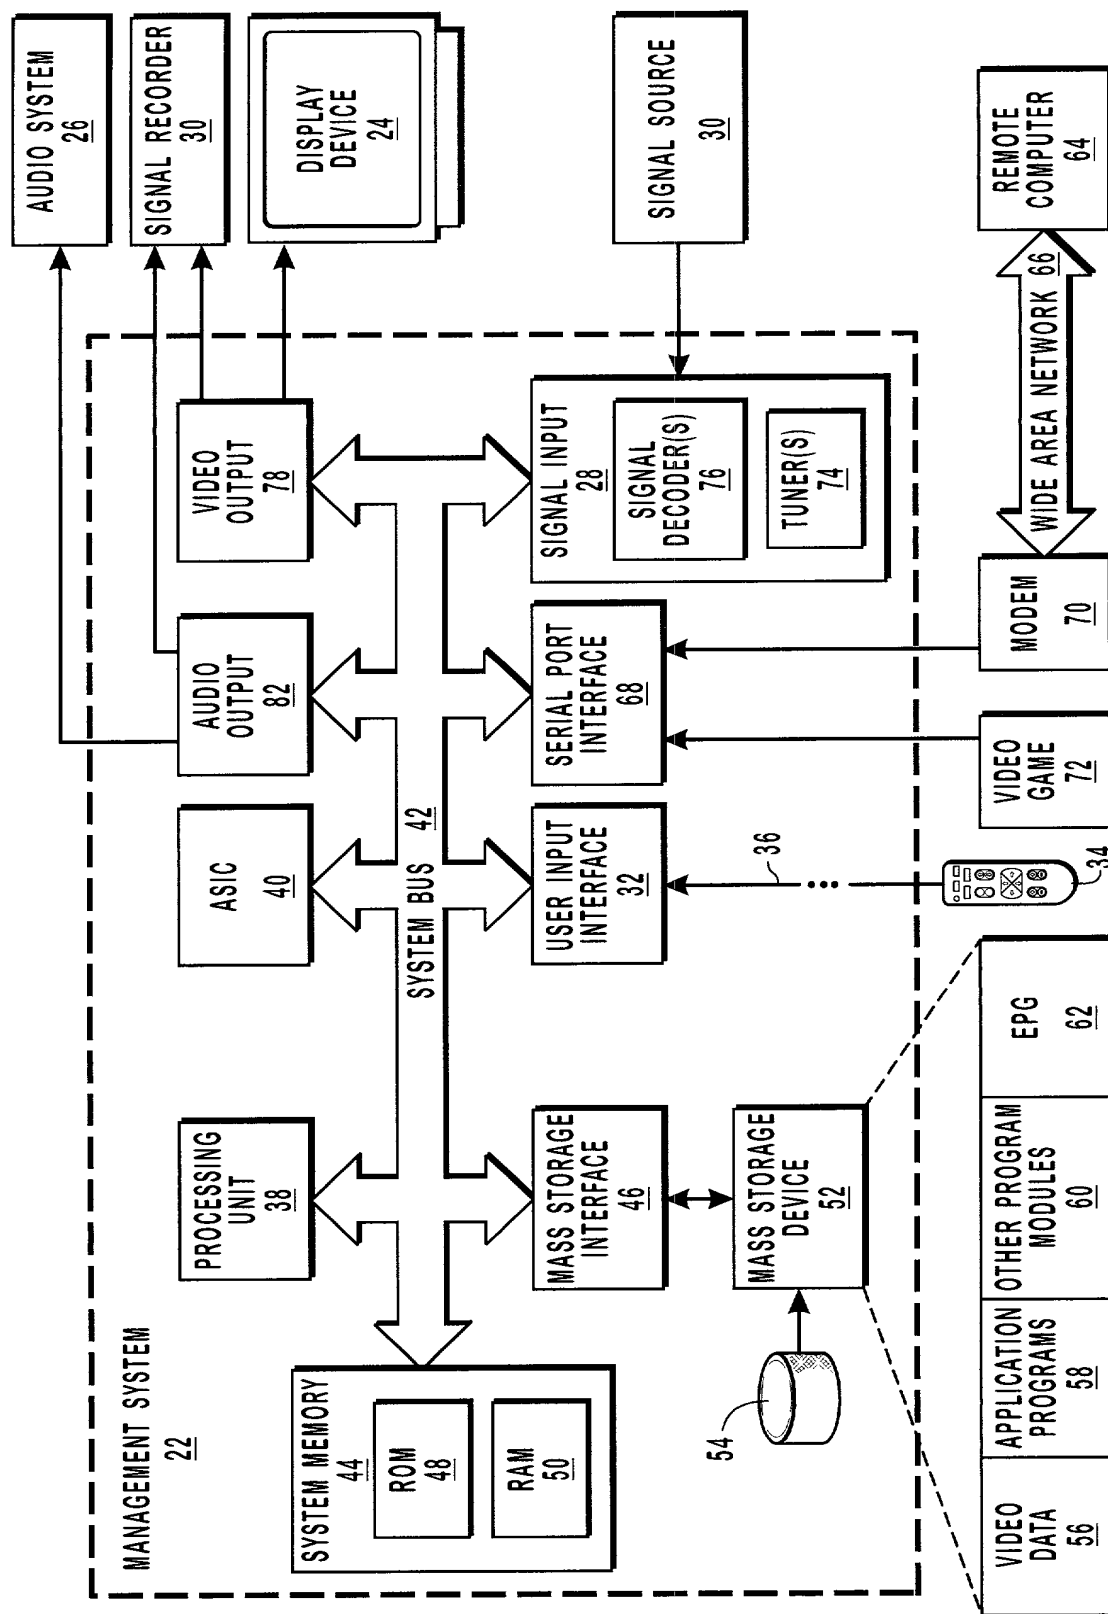 MANAGEMENT SYSTEM
22
SYSTEM MEMORY
44
ROM
48
RAM
50
PROCESSING
UNIT
38
ASIC
40
AUDIO
OUTPUT
82
VIDEO
OUTPUT
78
AUDIO SYSTEM
26
SIGNAL RECORDER
30
DISPLAY
DEVICE
24
SYSTEM BUS
42
MASS STORAGE
INTERFACE
46
USER INPUT
INTERFACE
32
SERIAL PORT
INTERFACE
68
SIGNAL INPUT
28
SIGNAL
DECODER(S)
76
TUNER(S)
74
SIGNAL SOURCE
30
54
MASS STORAGE
DEVICE
52
36
34
VIDEO
DATA
56
APPLICATION
PROGRAMS
58
OTHER PROGRAM
MODULES
60
EPG
62
VIDEO
GAME
72
MODEM
70
WIDE AREA NETWORK 66
REMOTE
COMPUTER
64